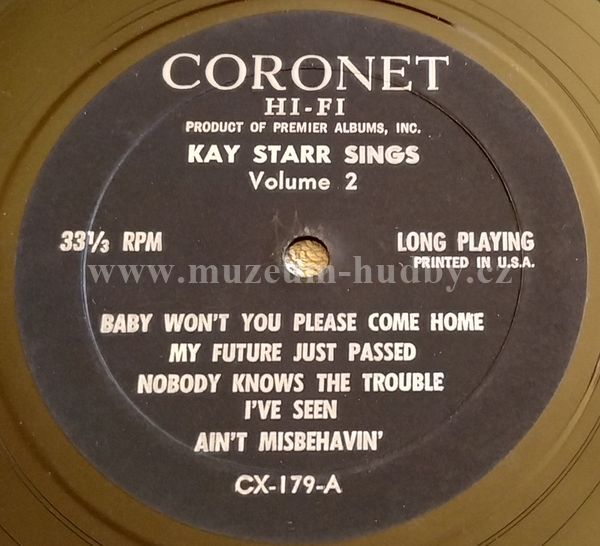 CORONET
HI-FI
PRODUCT OF PREMIER ALBUMS, INC.
KAY STARR SINGS
Volume 2
33⅓ RPM
LONG PLAYING
PRINTED IN U.S.A.
www.muzeum-hudby.cz
BABY WON'T YOU PLEASE COME HOME
MY FUTURE JUST PASSED
NOBODY KNOWS THE TROUBLE
I'VE SEEN
AIN'T MISBEHAVIN'
CX-179-A